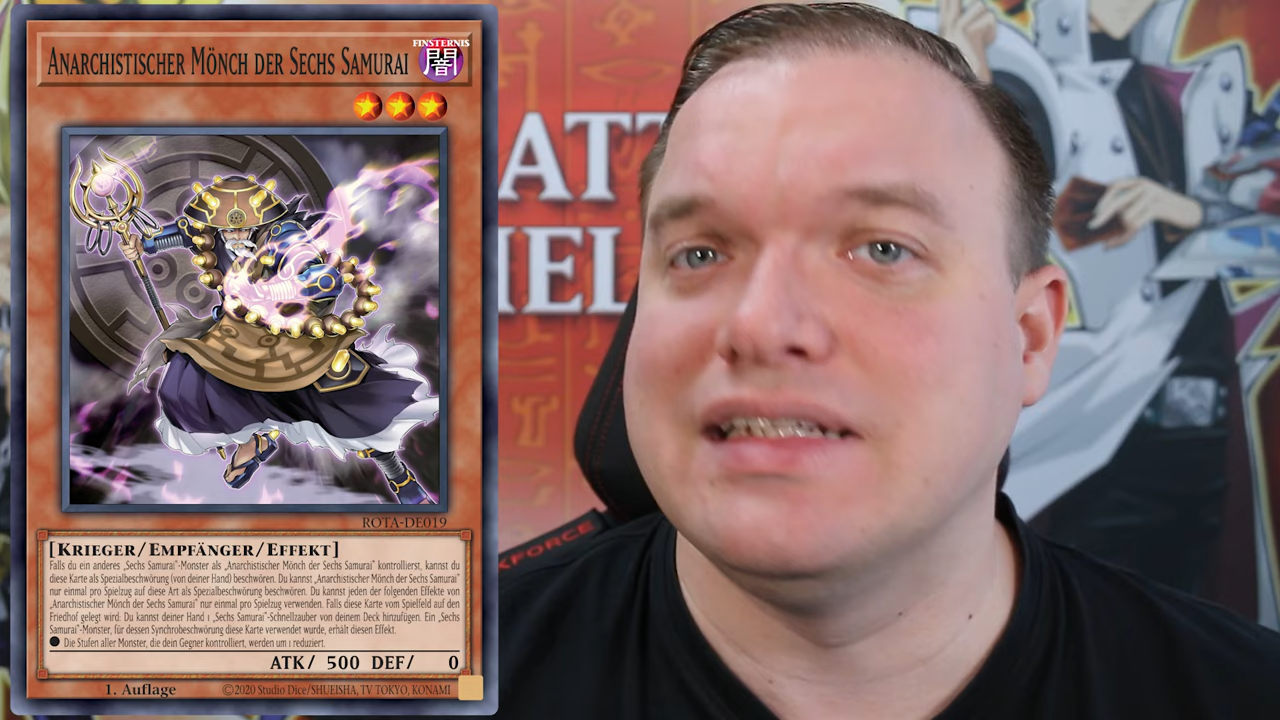 ANARCHISTISCHER MÖNCH DER SECHS SAMURAI
FINSTERNIS
闇
ROTA-DE019
[KRIEGER/EMPFÄNGER/EFFEKT]
Falls du ein anderes „Sechs Samurai"-Monster als „Anarchistischer Mönch der Sechs Samurai" kontrollierst, kannst du
diese Karte als Spezialbeschwörung (von deiner Hand) beschwören. Du kannst „Anarchistischer Mönch der Sechs Samurai"
nur einmal pro Spielzug auf diese Art als Spezialbeschwörung beschwören. Du kannst jeden der folgenden Effekte von
„Anarchistischer Mönch der Sechs Samurai" nur einmal pro Spielzug verwenden. Falls diese Karte vom Spielfeld auf den
Friedhof gelegt wird: Du kannst deiner Hand 1 „Sechs Samurai"-Schnellzauber von deinem Deck hinzufügen. Ein „Sechs
Samurai"-Monster, für dessen Synchrobeschwörung diese Karte verwendet wurde, erhält diesen Effekt.
● Die Stufen aller Monster, die dein Gegner kontrolliert, werden um 1 reduziert.
ATK/ 500 DEF/ 0
1. Auflage
©2020 Studio Dice/SHUEISHA, TV TOKYO, KONAMI
ATT
IEL
KFORCE